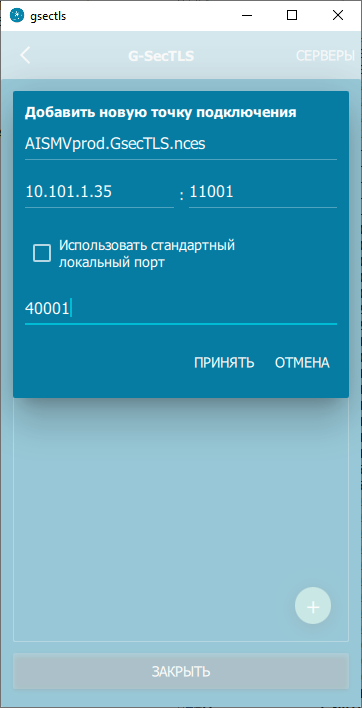 gsectls
G-SecTLS
СЕРВЕРЫ
Добавить новую точку подключения
AISMVprod.GsecTLS.nces
10.101.1.35 : 11001
Использовать стандартный
локальный порт
40001
ПРИНЯТЬ ОТМЕНА
+
ЗАКРЫТЬ